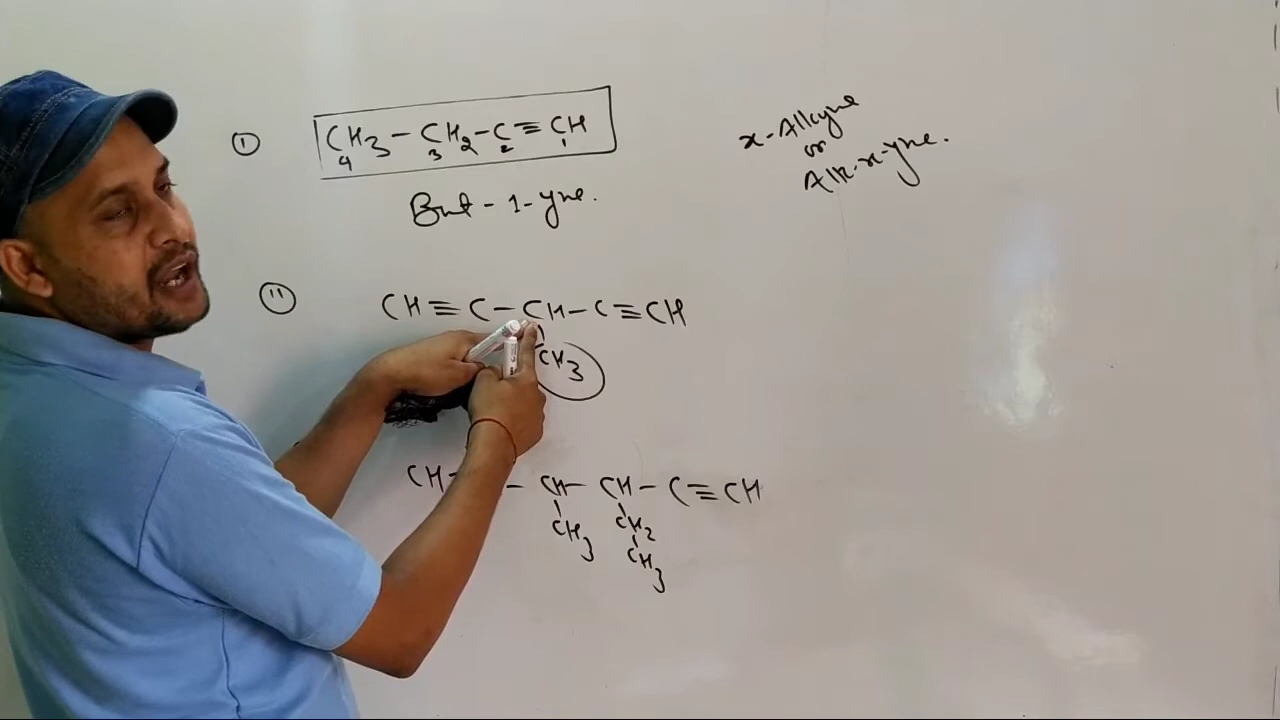 ① CH3 - CH2 - C ≡ CH
4 3 2 1
But - 1 - yne.
x-Alkyne
or
Alk-x-yne.
⑪ CH ≡ C - CH - C ≡ CH
CH3
CH - CH - CH - C ≡ CH
CH3 CH2
CH3